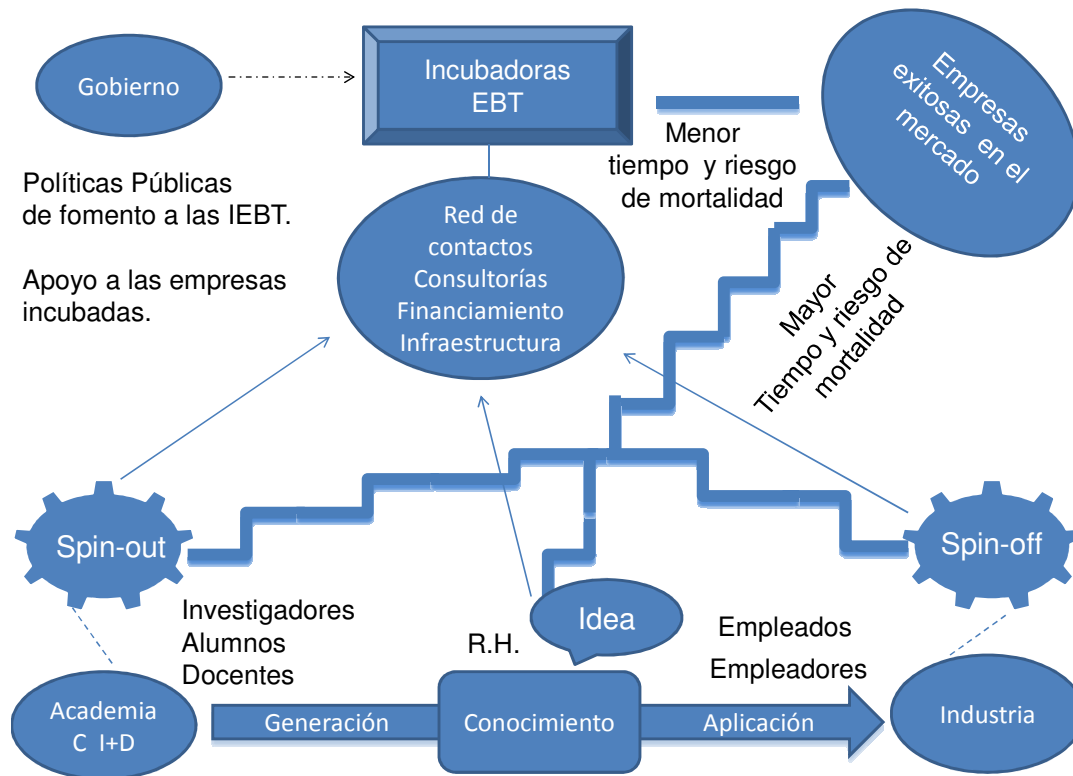 Gobierno
Incubadoras
EBT
Empresas
exitosas en el
mercado
Menor
tiempo y riesgo
de mortalidad
Políticas Públicas
de fomento a las IEBT.
Apoyo a las empresas
incubadas.
Red de
contactos
Consultorías
Financiamiento
Infraestructura
Mayor
Tiempo y riesgo de
mortalidad
Spin-out
Spin-off
Investigadores
Alumnos
Docentes
R.H.
Idea
Empleados
Empleadores
Academia
C I+D
Generación
Conocimiento
Aplicación
Industria